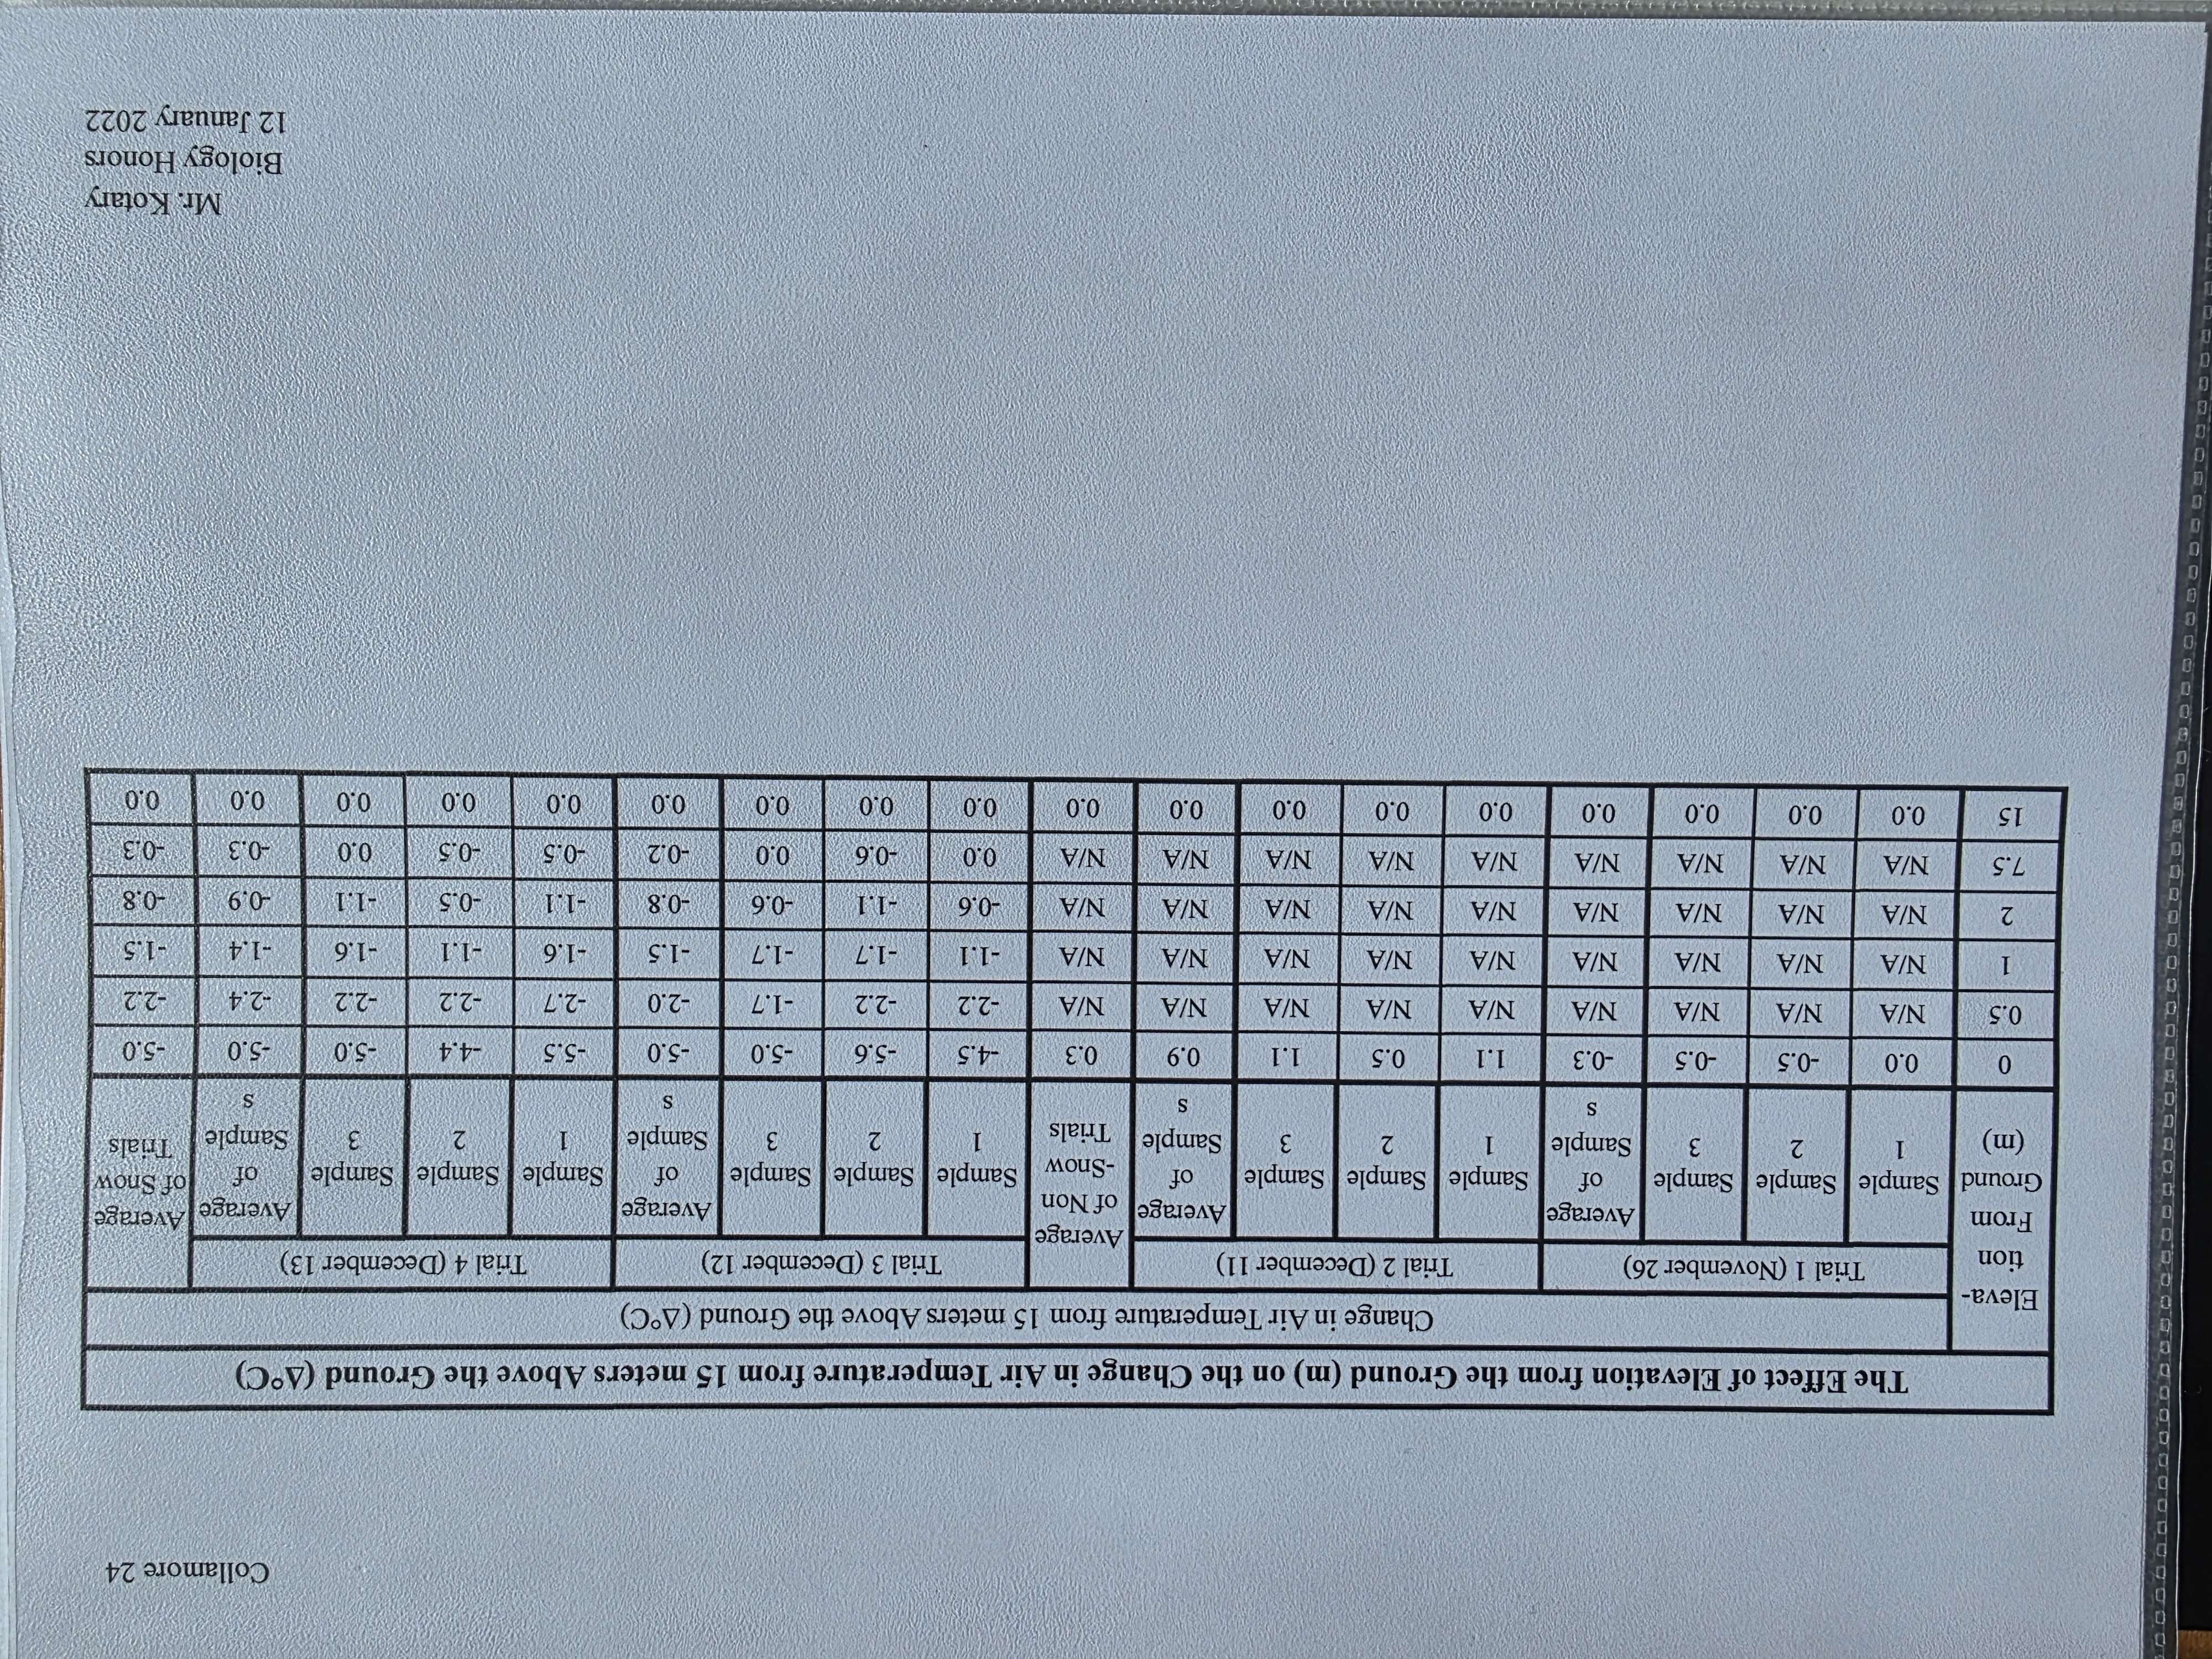 Collamore 24
The Effect of Elevation from the Ground (m) on the Change in Air Temperature from 15 meters Above the Ground (Δ°C)
Eleva-tion From Ground (m) | Change in Air Temperature from 15 meters Above the Ground (Δ°C)
Trial 1 (November 26) | Trial 2 (December 11) | Average of Non -Snow Trials | Trial 3 (December 12) | Trial 4 (December 13) | Average of Snow Trials
Sample 1 | Sample 2 | Sample 3 | Average of Sample s | Sample 1 | Sample 2 | Sample 3 | Average of Sample s | Sample 1 | Sample 2 | Sample 3 | Average of Sample s | Sample 1 | Sample 2 | Sample 3 | Average of Sample s
0 | 0.0 | -0.5 | -0.5 | -0.3 | 1.1 | 0.5 | 1.1 | 0.9 | 0.3 | -4.5 | -5.6 | -5.0 | -5.0 | -5.5 | -4.4 | -5.0 | -5.0 | -5.0
0.5 | N/A | N/A | N/A | N/A | N/A | N/A | N/A | N/A | N/A | -2.2 | -2.2 | -1.7 | -2.0 | -2.7 | -2.2 | -2.2 | -2.4 | -2.2
1 | N/A | N/A | N/A | N/A | N/A | N/A | N/A | N/A | N/A | -1.1 | -1.7 | -1.7 | -1.5 | -1.6 | -1.1 | -1.6 | -1.4 | -1.5
2 | N/A | N/A | N/A | N/A | N/A | N/A | N/A | N/A | N/A | -0.6 | -1.1 | -0.6 | -0.8 | -1.1 | -0.5 | -1.1 | -0.9 | -0.8
7.5 | N/A | N/A | N/A | N/A | N/A | N/A | N/A | N/A | N/A | 0.0 | -0.6 | 0.0 | -0.2 | -0.5 | -0.5 | 0.0 | -0.3 | -0.3
15 | 0.0 | 0.0 | 0.0 | 0.0 | 0.0 | 0.0 | 0.0 | 0.0 | 0.0 | 0.0 | 0.0 | 0.0 | 0.0 | 0.0 | 0.0 | 0.0 | 0.0 | 0.0
Mr. Kotary
Biology Honors
12 January 2022